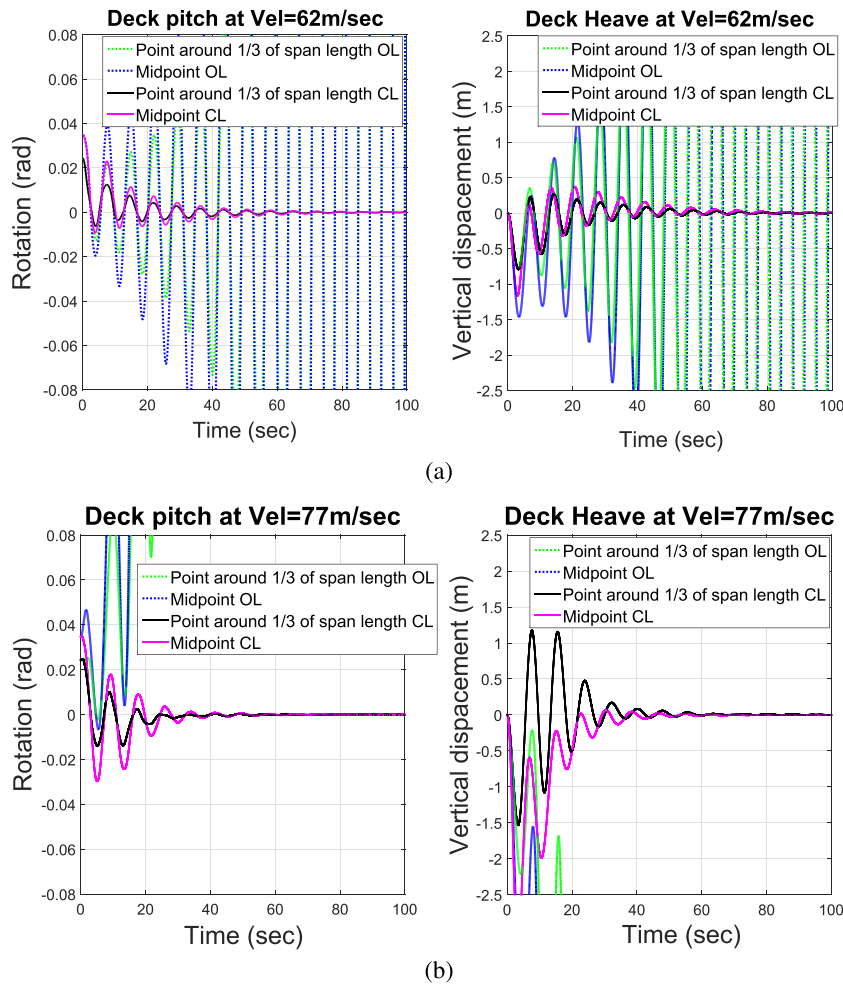 Deck pitch at Vel=62m/sec
0.08
0.06
0.04
0.02
0
-0.02
-0.04
-0.06
-0.08
Rotation (rad)
Point around 1/3 of span length OL
Midpoint OL
Point around 1/3 of span length CL
Midpoint CL
0 20 40 60 80 100
Time (sec)
Deck Heave at Vel=62m/sec
2.5
2
1.5
1
0.5
0
-0.5
-1
-1.5
-2
-2.5
Vertical dispacement (m)
Point around 1/3 of span length OL
Midpoint OL
Point around 1/3 of span length CL
Midpoint CL
0 20 40 60 80 100
Time (sec)
(a)
Deck pitch at Vel=77m/sec
0.08
0.06
0.04
0.02
0
-0.02
-0.04
-0.06
-0.08
Rotation (rad)
Point around 1/3 of span length OL
Midpoint OL
Point around 1/3 of span length CL
Midpoint CL
0 20 40 60 80 100
Time (sec)
Deck Heave at Vel=77m/sec
2.5
2
1.5
1
0.5
0
-0.5
-1
-1.5
-2
-2.5
Vertical dispacement (m)
Point around 1/3 of span length OL
Midpoint OL
Point around 1/3 of span length CL
Midpoint CL
0 20 40 60 80 100
Time (sec)
(b)